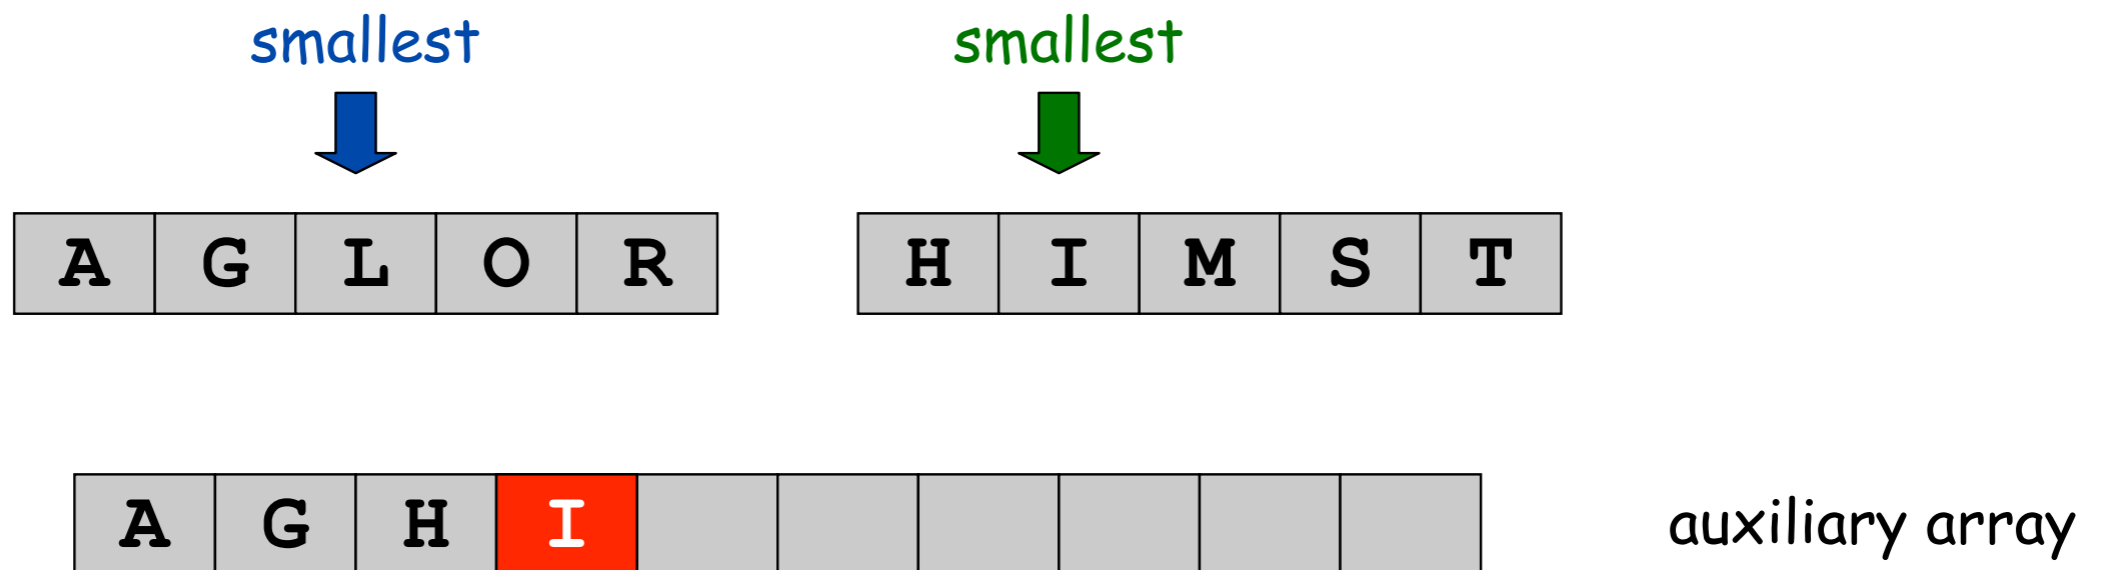 smallest smallest
A G L O R H I M S T
A G H I auxiliary array